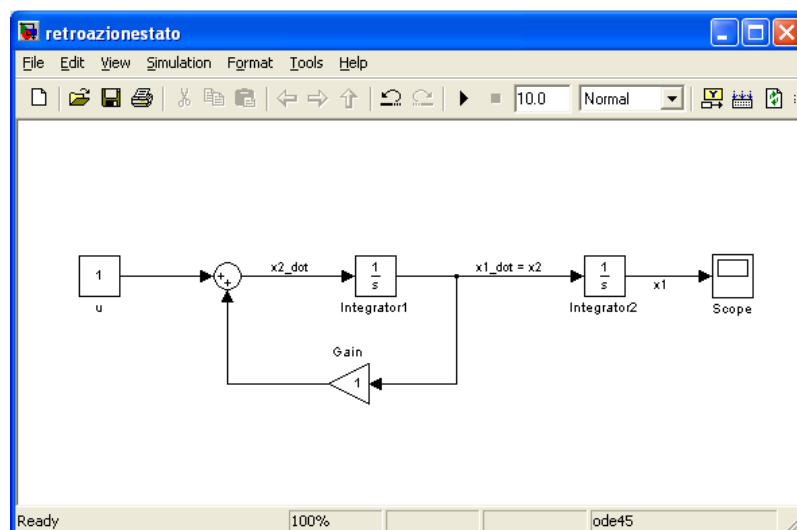 retroazionestato
File Edit View Simulation Format Tools Help
10.0 Normal
x2_dot x1_dot = x2
1 + + 1/s 1/s x1
u Integrator1 Integrator2 Scope
Gain
1
Ready 100% ode45